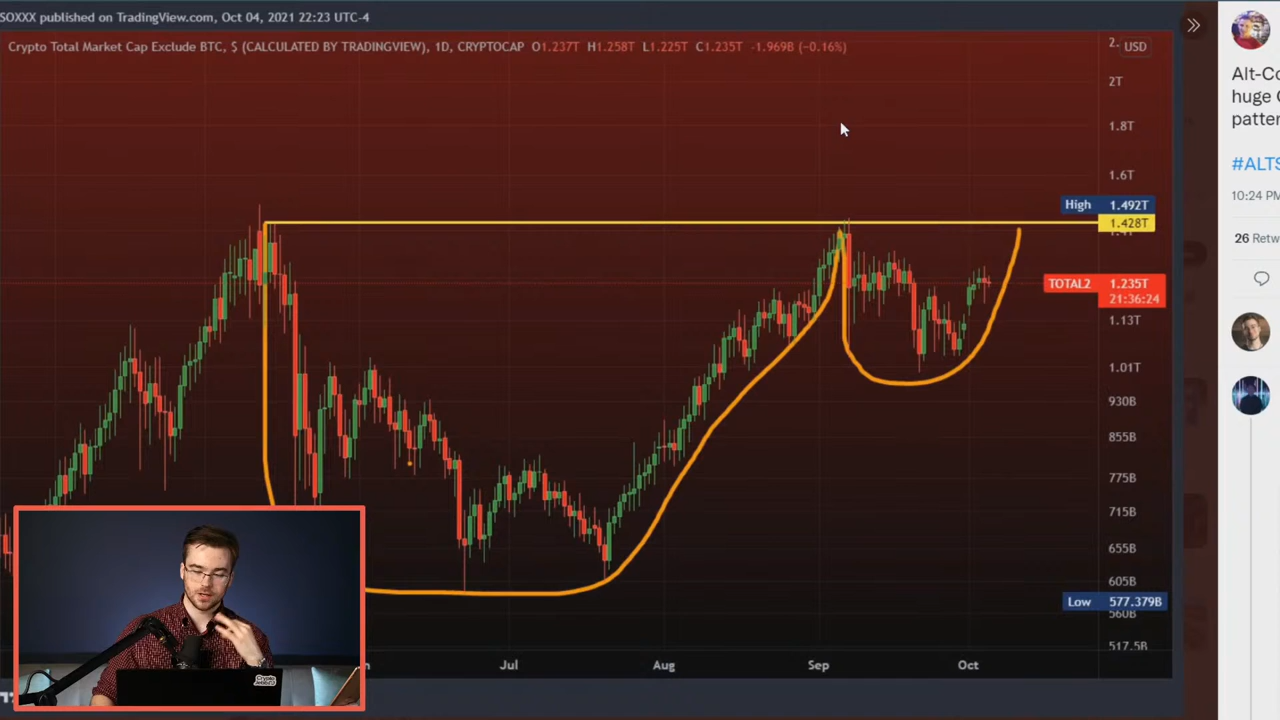 SOXXX published on TradingView.com, Oct 04, 2021 22:23 UTC-4
Crypto Total Market Cap Exclude BTC, $ (CALCULATED BY TRADINGVIEW), 1D, CRYPTOCAP O1.237T H1.258T L1.225T C1.235T -1.969B (−0.16%)
2. USD
2T
1.8T
1.6T
High 1.492T
1.428T
TOTAL2 1.235T
21:36:24
1.13T
1.01T
930B
855B
775B
715B
655B
605B
Low 577.379B
560B
517.5B
Jul Aug Sep Oct
Alt-Co
huge C
patter
#ALTS
10:24 PM
26 Retw
Crypto